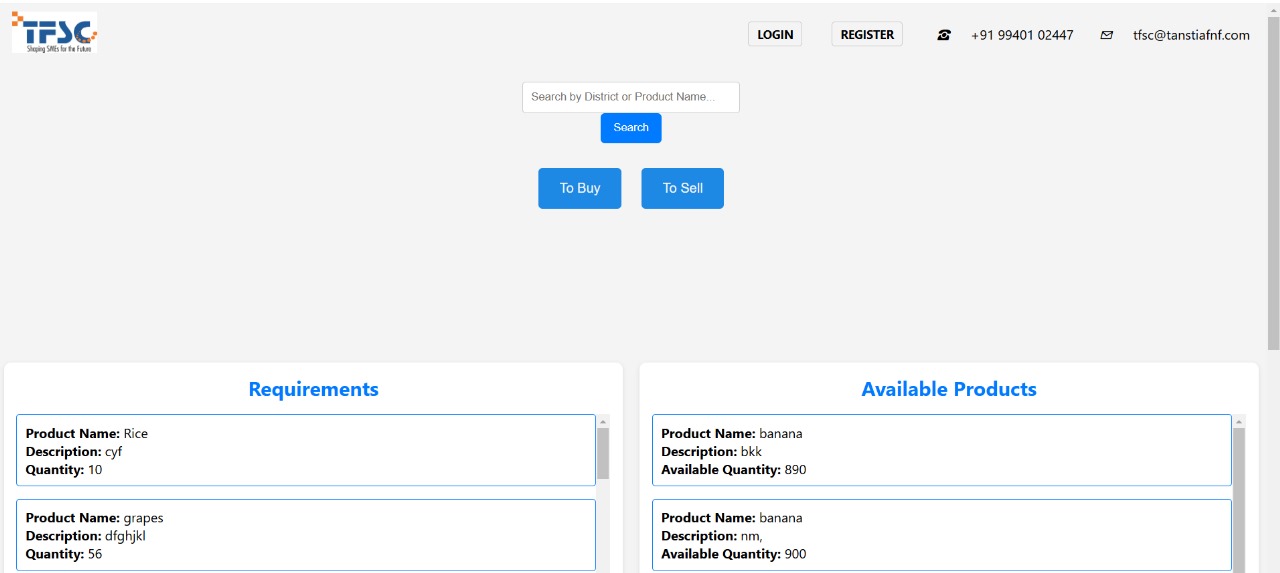 TFSC
Shaping SMEs for the Future
LOGIN
REGISTER
+91 99401 02447
tfsc@tanstiafnf.com
Search by District or Product Name...
Search
To Buy
To Sell
Requirements
Product Name: Rice
Description: cyf
Quantity: 10
Product Name: grapes
Description: dfghjkl
Quantity: 56
Available Products
Product Name: banana
Description: bkk
Available Quantity: 890
Product Name: banana
Description: nm,
Available Quantity: 900